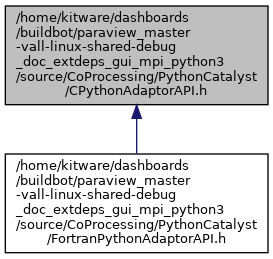 /home/kitware/dashboards
/buildbot/paraview_master
-vall-linux-shared-debug
_doc_extdeps_gui_mpi_python3
/source/CoProcessing/PythonCatalyst
/CPythonAdaptorAPI.h
/home/kitware/dashboards
/buildbot/paraview_master
-vall-linux-shared-debug
_doc_extdeps_gui_mpi_python3
/source/CoProcessing/PythonCatalyst
/FortranPythonAdaptorAPI.h